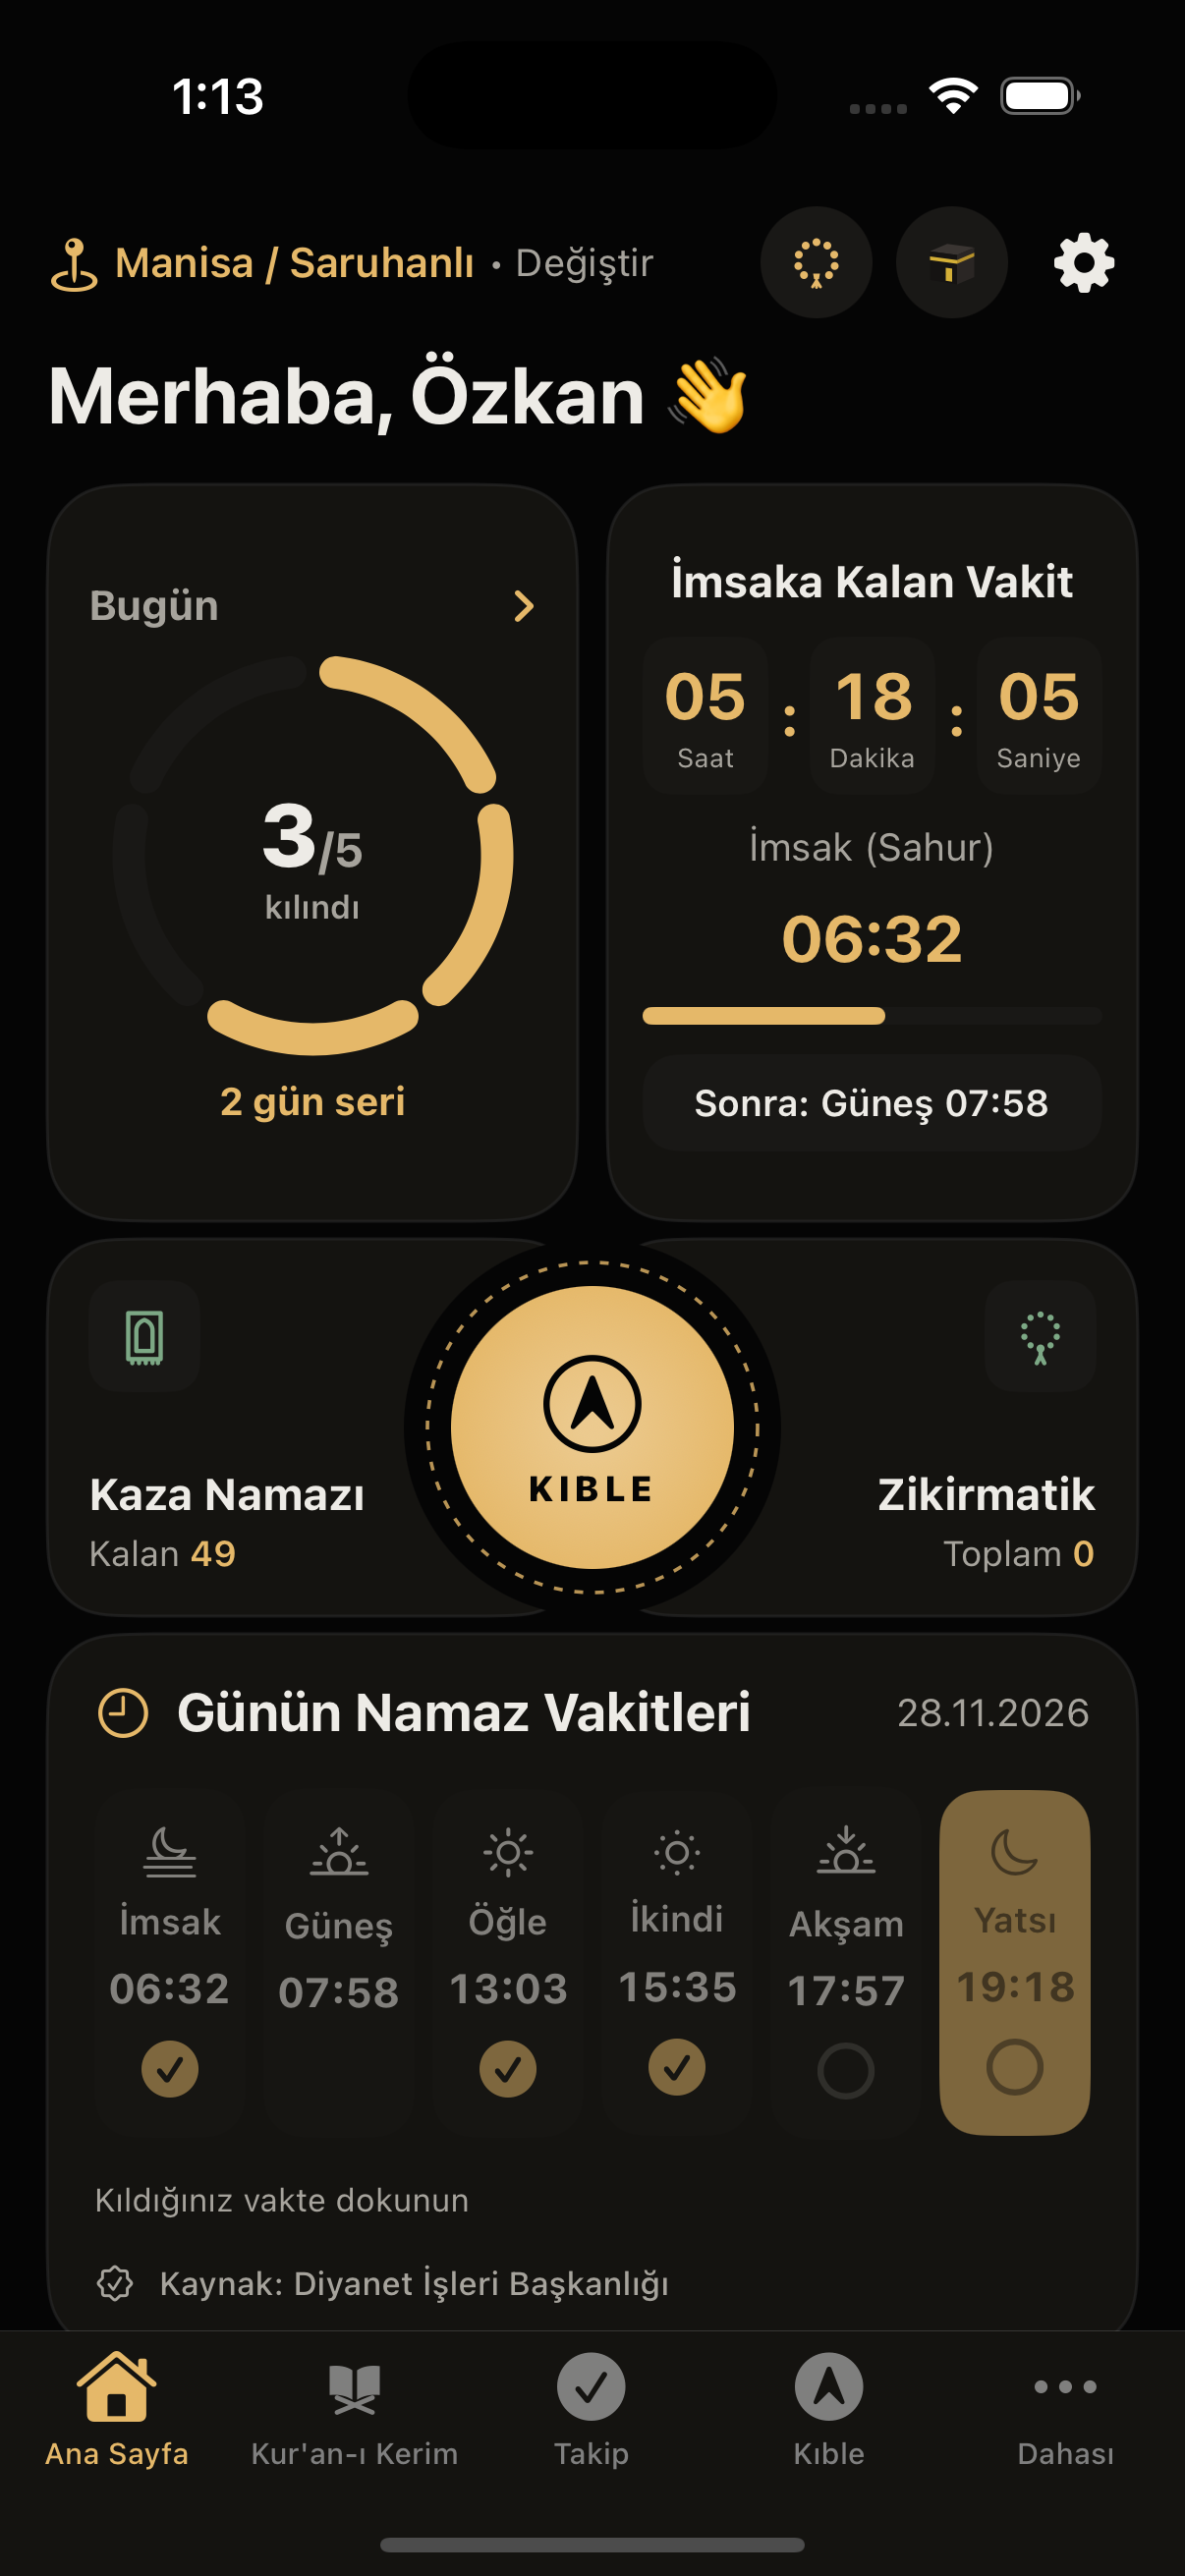 1:13
Manisa / Saruhanlı • Değiştir
Merhaba, Özkan 👋
Bugün
3/5
kılındı
2 gün seri
İmsaka Kalan Vakit
05 : 18 : 05
Saat Dakika Saniye
İmsak (Sahur)
06:32
Sonra: Güneş 07:58
Kaza Namazı
Kalan 49
KIBLE
Zikirmatik
Toplam 0
Günün Namaz Vakitleri 28.11.2026
İmsak Güneş Öğle İkindi Akşam Yatsı
06:32 07:58 13:03 15:35 17:57 19:18
Kıldığınız vakte dokunun
Kaynak: Diyanet İşleri Başkanlığı
Ana Sayfa Kur'an-ı Kerim Takip Kıble Dahası